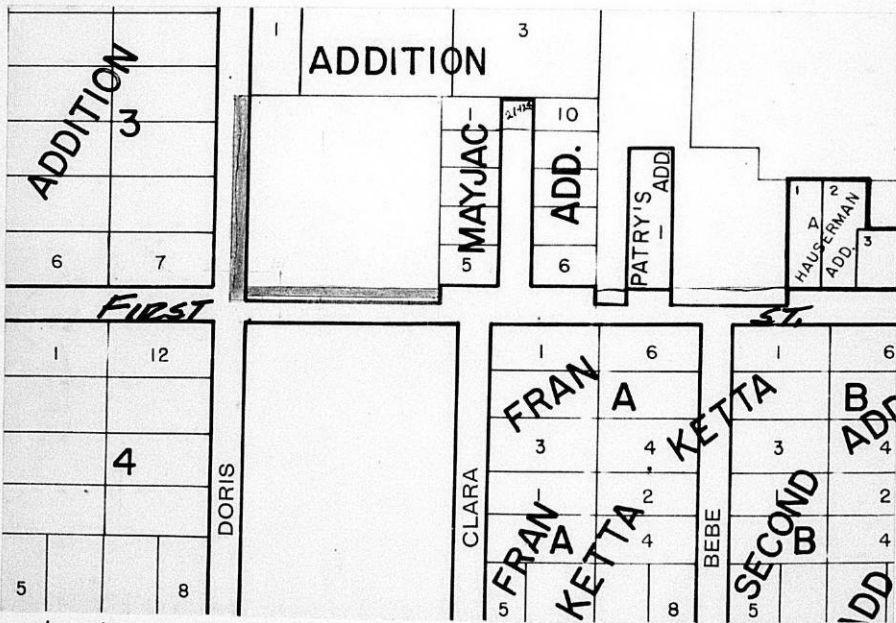 1
3
ADDITION
ADDITION
3
6
7
1
MAYJAC
5
10
ADD.
6
PATRY'S
1
ADD
1
2
A
HAUSERMAN
ADD.
3
FIRST
ST.
1
12
4
5
8
DORIS
CLARA
BEBE
1
6
FRAN
A
KETTA
3
4
1
6
B
ADD
3
4
1
2
FRAN
A
KETTA
4
5
8
1
2
SECOND
B
4
5
ADD